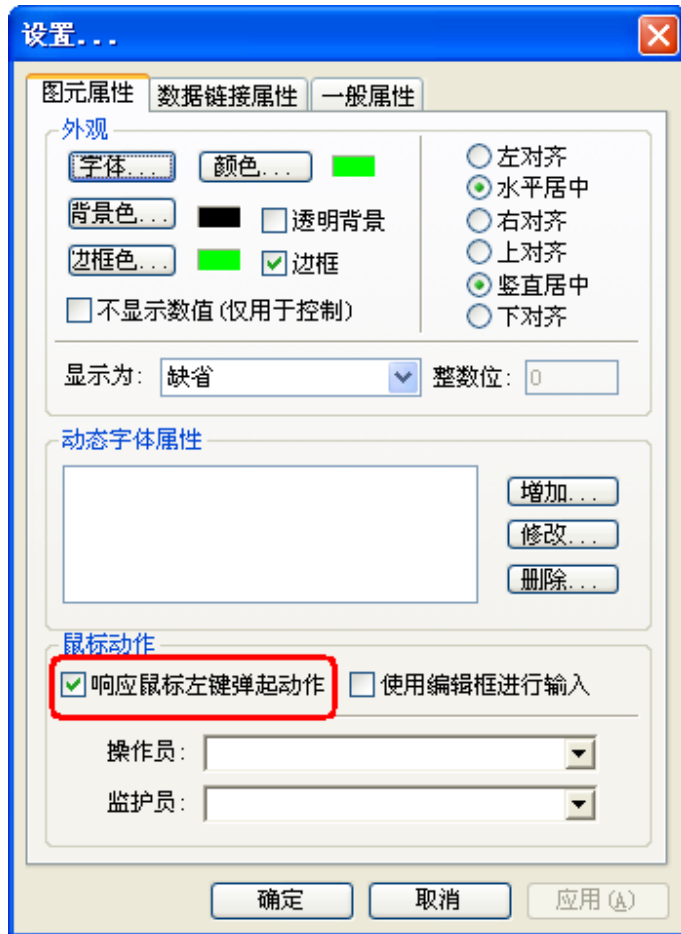 设置...
图元属性 数据链接属性 一般属性
外观
字体... 颜色...
背景色... 透明背景
边框色... 边框
不显示数值(仅用于控制)
左对齐
水平居中
右对齐
上对齐
竖直居中
下对齐
显示为: 缺省 整数位: 0
动态字体属性
增加...
修改...
删除...
鼠标动作
响应鼠标左键弹起动作 使用编辑框进行输入
操作员:
监护员:
确定 取消 应用(A)